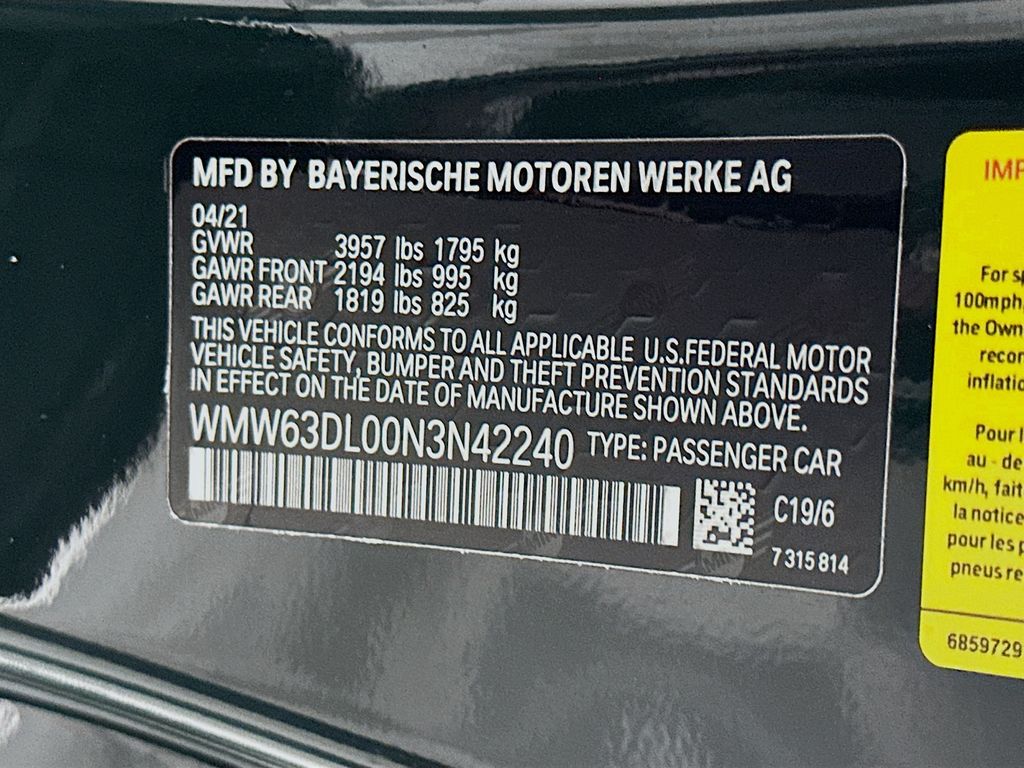 MFD BY BAYERISCHE MOTOREN WERKE AG
04/21
GVWR 3957 lbs 1795 kg
GAWR FRONT 2194 lbs 995 kg
GAWR REAR 1819 lbs 825 kg
THIS VEHICLE CONFORMS TO ALL APPLICABLE U.S.FEDERAL MOTOR
VEHICLE SAFETY, BUMPER AND THEFT PREVENTION STANDARDS
IN EFFECT ON THE DATE OF MANUFACTURE SHOWN ABOVE.
WMW63DL00N3N42240 TYPE: PASSENGER CAR
C19/6
7 315 814
IMP
For sp
100mph,
the Own
recon
inflatio
Pour l
au - de
km/h, fait
la notice
pour les p
pneus re
6859729